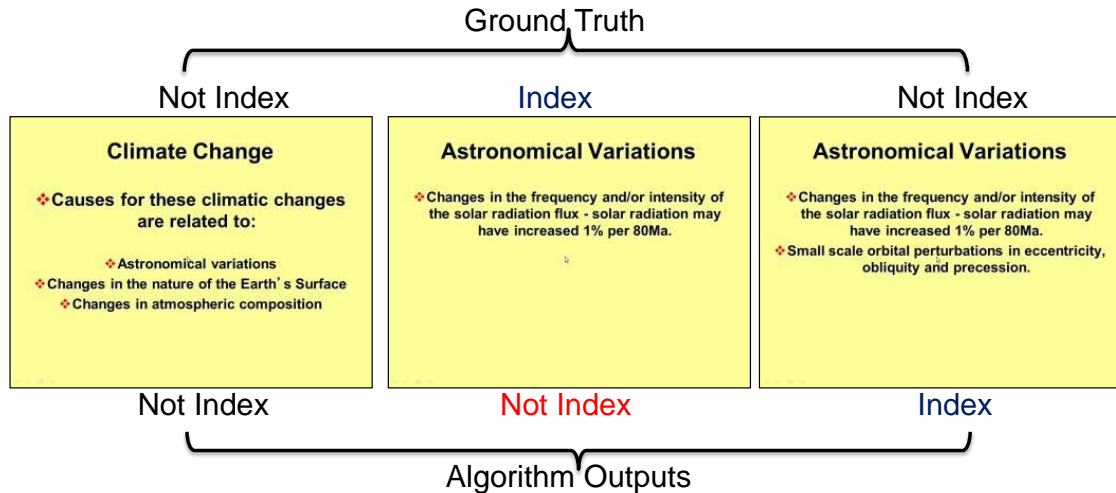 Ground Truth
Not Index
Index
Not Index
Climate Change
❖Causes for these climatic changes
are related to:
❖Astronomical variations
❖Changes in the nature of the Earth's Surface
❖Changes in atmospheric composition
Astronomical Variations
❖Changes in the frequency and/or intensity of
the solar radiation flux - solar radiation may
have increased 1% per 80Ma.
Astronomical Variations
❖Changes in the frequency and/or intensity of
the solar radiation flux - solar radiation may
have increased 1% per 80Ma.
❖Small scale orbital perturbations in eccentricity,
obliquity and precession.
Not Index
Not Index
Index
Algorithm Outputs